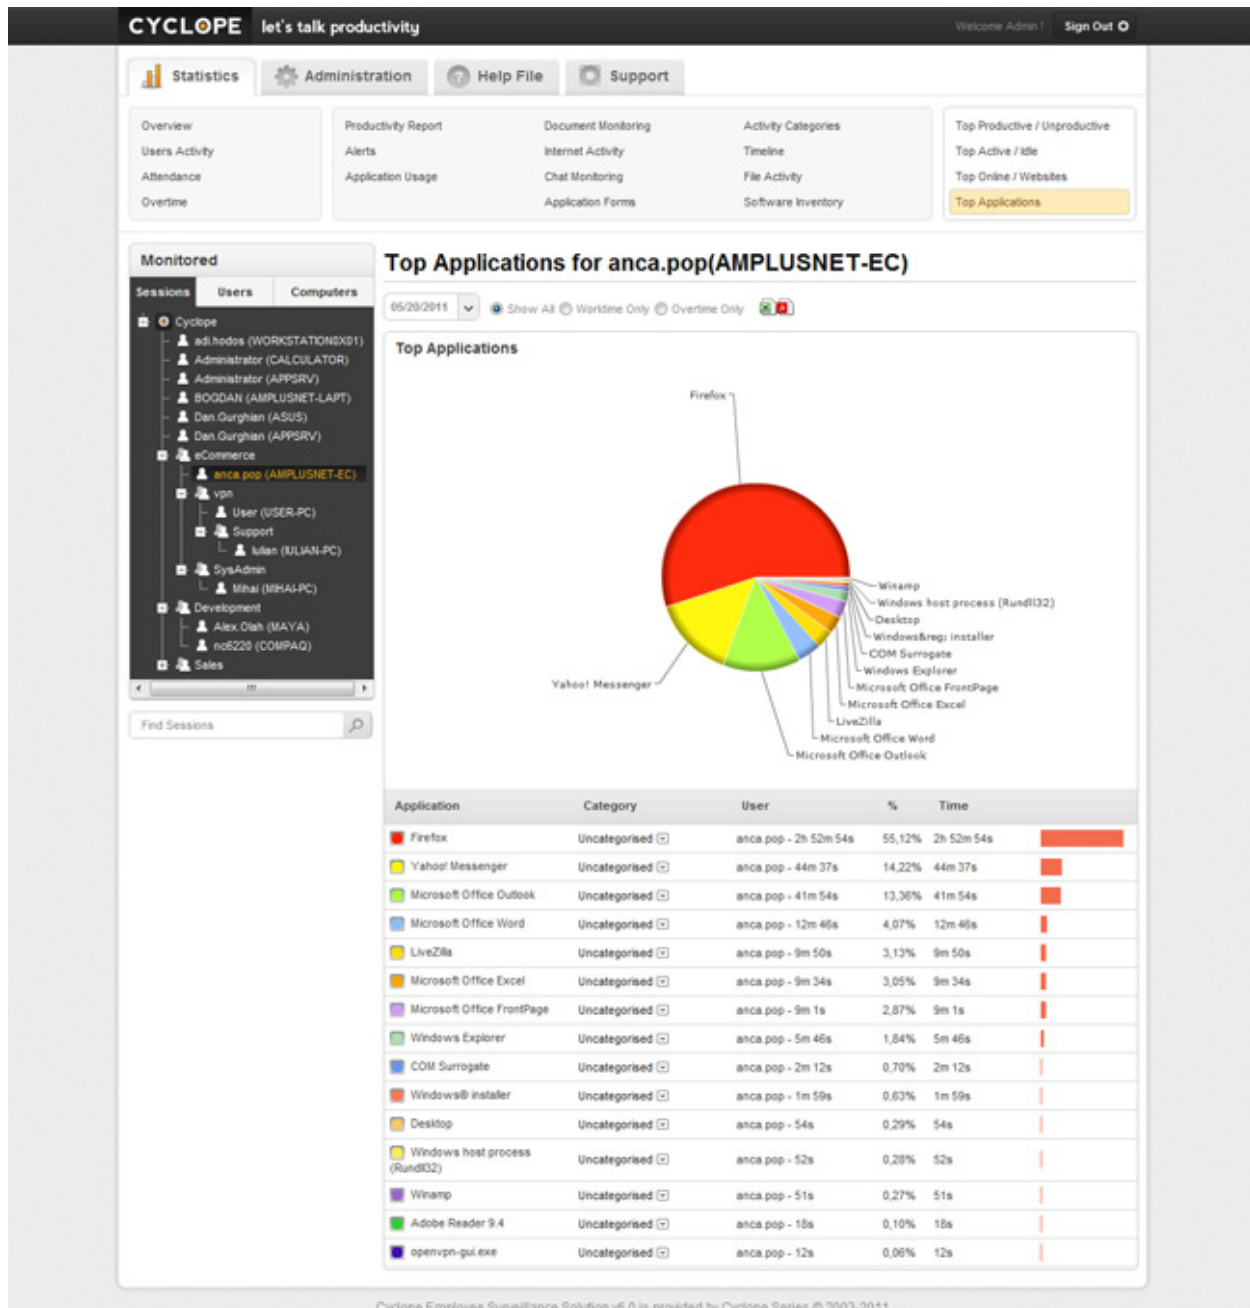 CYCLOPE let's talk productivity
Welcome Admin ! Sign Out
Statistics Administration Help File Support
Overview Productivity Report Document Monitoring Activity Categories Top Productive / Unproductive
Users Activity Alerts Internet Activity Timeline Top Active / Idle
Attendance Application Usage Chat Monitoring File Activity Top Online / Websites
Overtime Application Forms Software Inventory Top Applications
Monitored
Sessions Users Computers
Cyclope
adi.hodos (WORKSTATION0X01)
Administrator (CALCULATOR)
Administrator (APPSRV)
BOGDAN (AMPLUSNET-LAPT)
Dan.Gurghian (ASUS)
Dan.Gurghian (APPSRV)
eCommerce
anca.pop (AMPLUSNET-EC)
vpn
User (USER-PC)
Support
Iulian (IULIAN-PC)
SysAdmin
Mihai (MIHAI-PC)
Development
Alex.Olah (MAYA)
nc6220 (COMPAQ)
Sales
Find Sessions
Top Applications for anca.pop(AMPLUSNET-EC)
05/20/2011 Show All Worktime Only Overtime Only
Top Applications
Firefox
Winamp
Windows host process (Rundll32)
Desktop
Windows&reg; installer
COM Surrogate
Windows Explorer
Microsoft Office FrontPage
Microsoft Office Excel
LiveZilla
Microsoft Office Word
Microsoft Office Outlook
Yahoo! Messenger
Application Category User % Time
Firefox Uncategorised anca.pop - 2h 52m 54s 55,12% 2h 52m 54s
Yahoo! Messenger Uncategorised anca.pop - 44m 37s 14,22% 44m 37s
Microsoft Office Outlook Uncategorised anca.pop - 41m 54s 13,36% 41m 54s
Microsoft Office Word Uncategorised anca.pop - 12m 46s 4,07% 12m 46s
LiveZilla Uncategorised anca.pop - 9m 50s 3,13% 9m 50s
Microsoft Office Excel Uncategorised anca.pop - 9m 34s 3,05% 9m 34s
Microsoft Office FrontPage Uncategorised anca.pop - 9m 1s 2,87% 9m 1s
Windows Explorer Uncategorised anca.pop - 5m 46s 1,84% 5m 46s
COM Surrogate Uncategorised anca.pop - 2m 12s 0,70% 2m 12s
Windows® installer Uncategorised anca.pop - 1m 59s 0,63% 1m 59s
Desktop Uncategorised anca.pop - 54s 0,29% 54s
Windows host process
(Rundll32) Uncategorised anca.pop - 52s 0,28% 52s
Winamp Uncategorised anca.pop - 51s 0,27% 51s
Adobe Reader 9.4 Uncategorised anca.pop - 18s 0,10% 18s
openvpn-gui.exe Uncategorised anca.pop - 12s 0,06% 12s
Cyclope Employee Surveillance Solution v6.0 is provided by Cyclope Series © 2003-2011